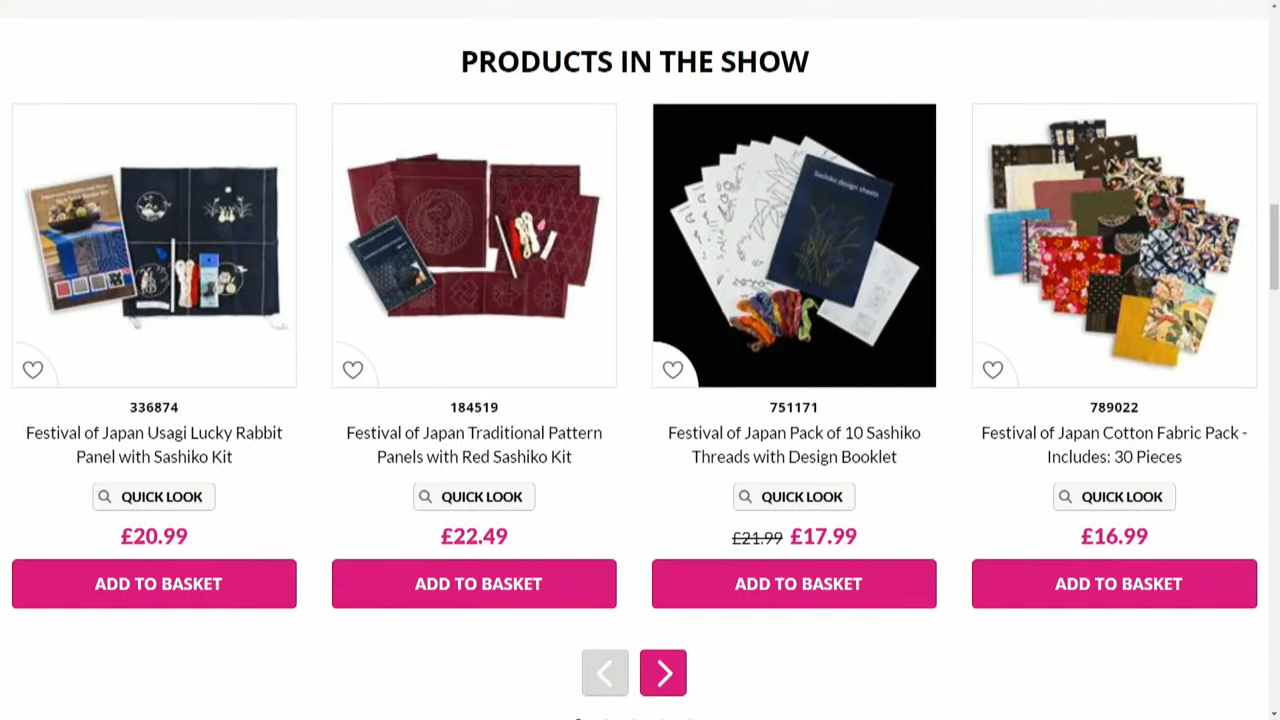 PRODUCTS IN THE SHOW
Sashiko design sheets
336874
Festival of Japan Usagi Lucky Rabbit
Panel with Sashiko Kit
QUICK LOOK
£20.99
ADD TO BASKET
184519
Festival of Japan Traditional Pattern
Panels with Red Sashiko Kit
QUICK LOOK
£22.49
ADD TO BASKET
751171
Festival of Japan Pack of 10 Sashiko
Threads with Design Booklet
QUICK LOOK
£21.99 £17.99
ADD TO BASKET
789022
Festival of Japan Cotton Fabric Pack -
Includes: 30 Pieces
QUICK LOOK
£16.99
ADD TO BASKET